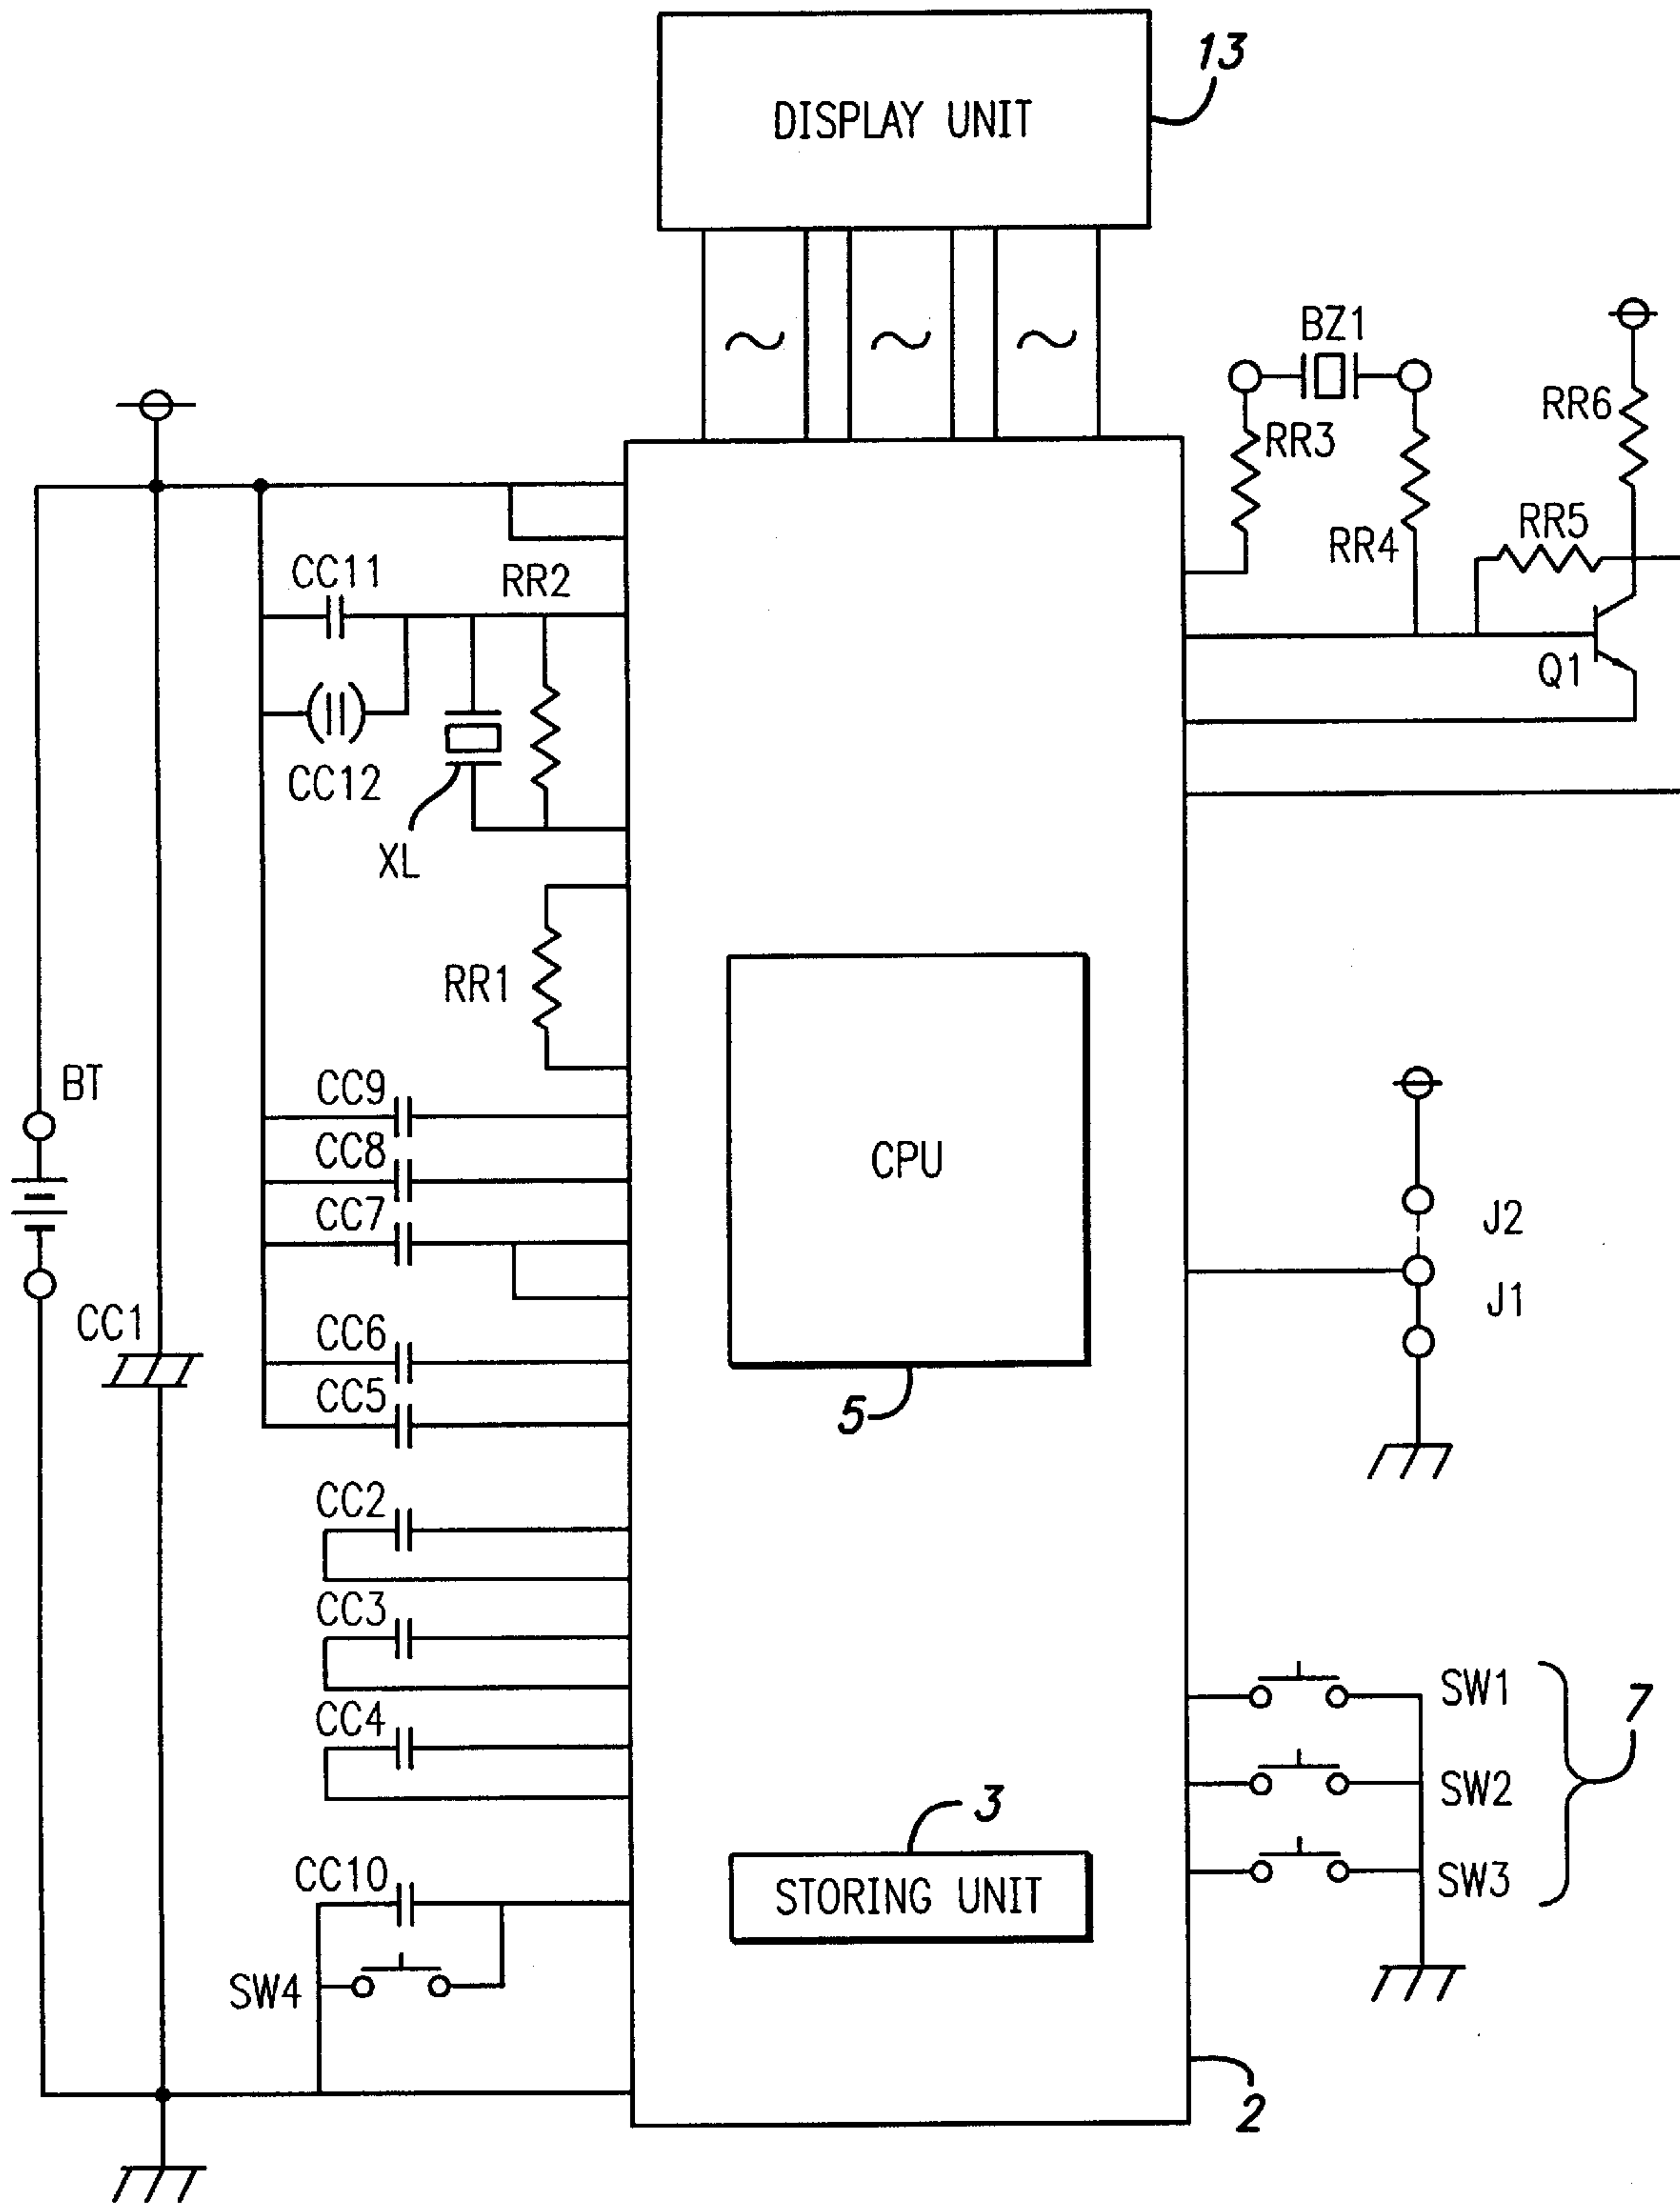 13
DISPLAY UNIT
BZ1
RR6
RR3
RR5
RR4
CC11
RR2
Q1
CC12
XL
RR1
BT
CC9
CC8
CPU
CC7
J2
J1
CC1
CC6
CC5
5
CC2
CC3
SW1
7
CC4
SW2
3
CC10
STORING UNIT
SW3
SW4
2